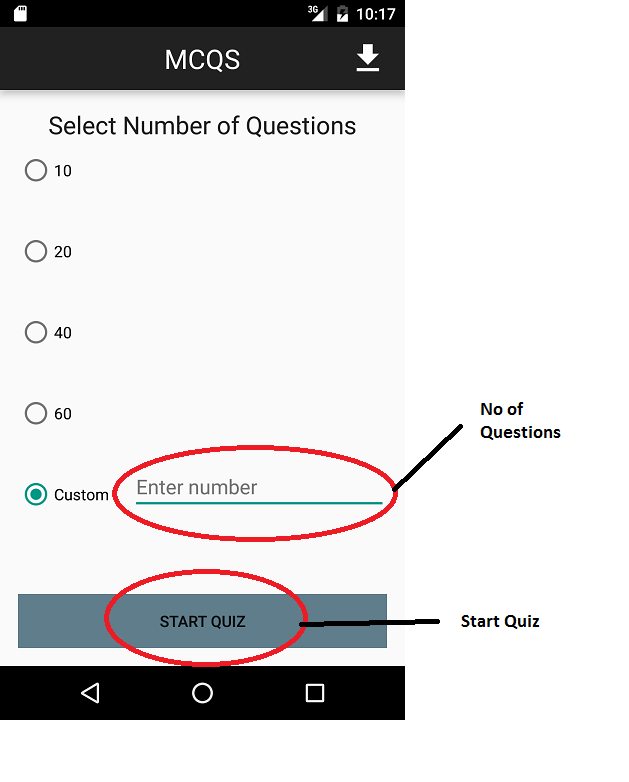 3G 10:17
MCQS
Select Number of Questions
10
20
40
60
No of
Questions
Custom Enter number
START QUIZ
Start Quiz